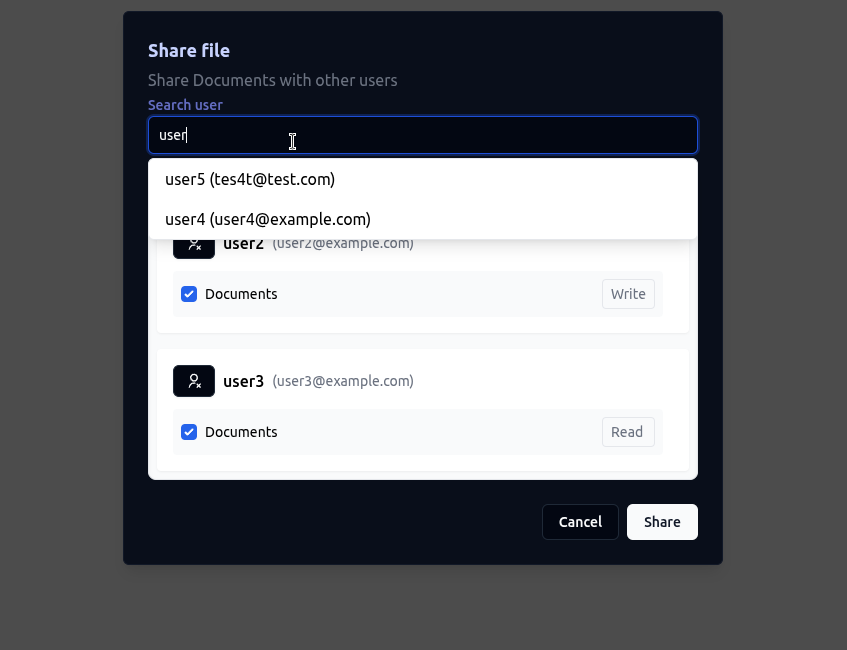 Share file
Share Documents with other users
Search user
user
user5 (tes4t@test.com)
user4 (user4@example.com)
user2 (user2@example.com)
Documents Write
user3 (user3@example.com)
Documents Read
Cancel Share